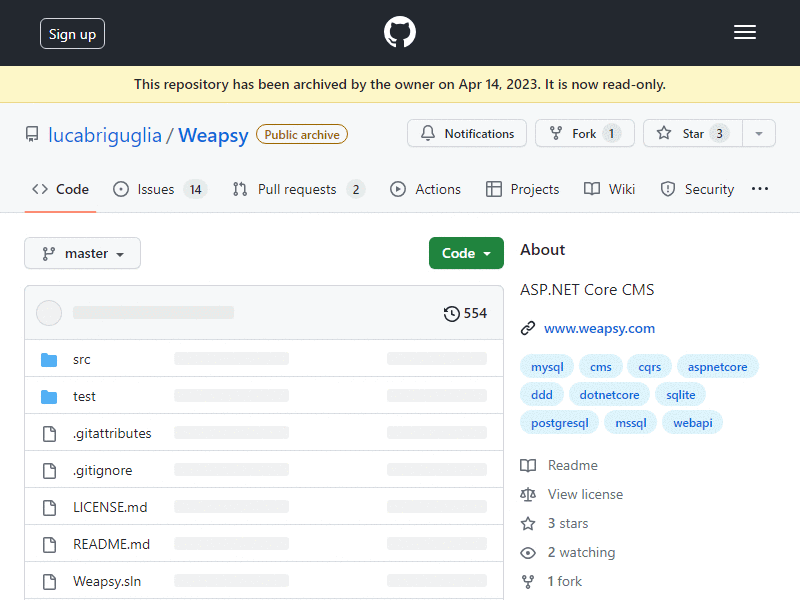 Sign up
This repository has been archived by the owner on Apr 14, 2023. It is now read-only.
lucabriguglia / Weapsy Public archive
Notifications Fork 1 Star 3
Code Issues 14 Pull requests 2 Actions Projects Wiki Security
master Code
554
src
test
.gitattributes
.gitignore
LICENSE.md
README.md
Weapsy.sln
About
ASP.NET Core CMS
www.weapsy.com
mysql cms cqrs aspnetcore
ddd dotnetcore sqlite
postgresql mssql webapi
Readme
View license
3 stars
2 watching
1 fork